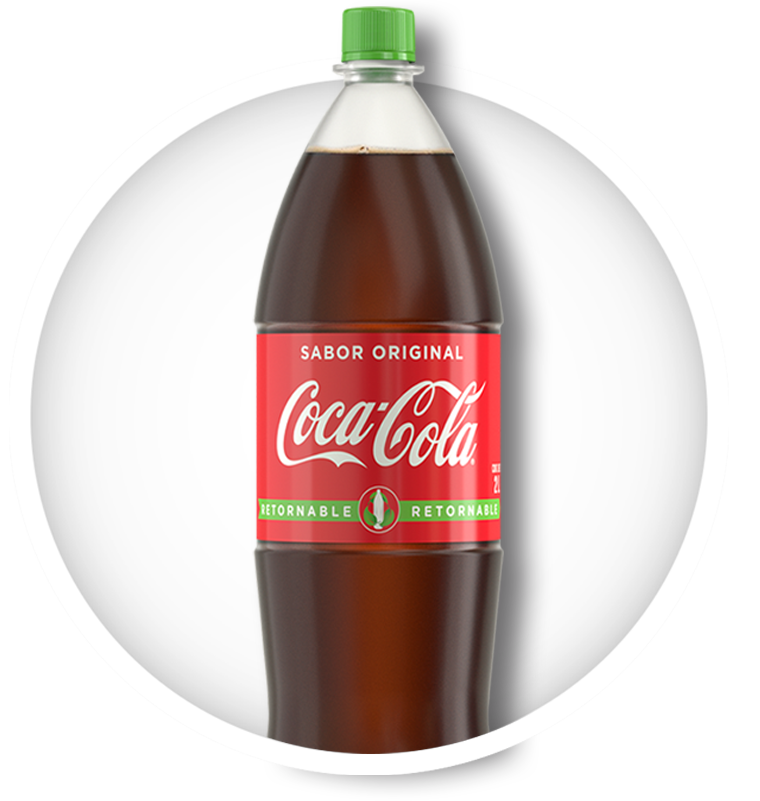 SABOR ORIGINAL
Coca-Cola
RETORNABLE RETORNABLE